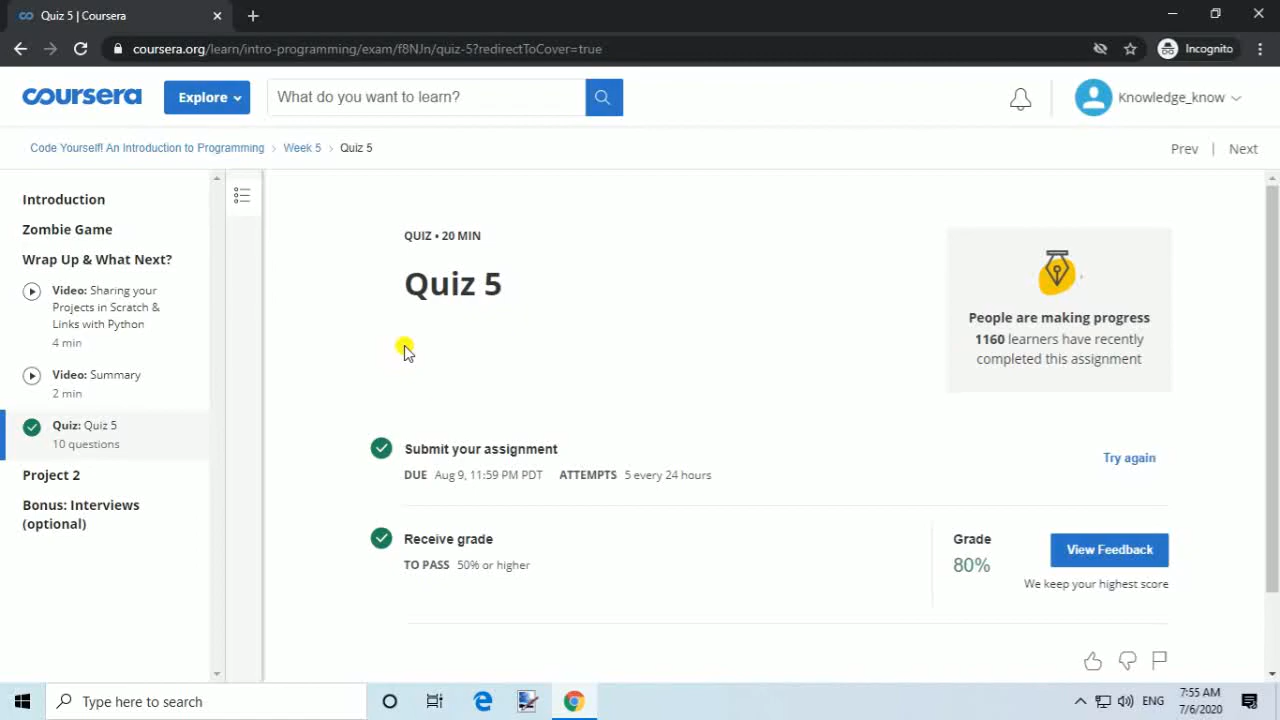 Quiz 5 | Coursera
coursera.org/learn/intro-programming/exam/f8NJn/quiz-5?redirectToCover=true
Incognito
coursera
Explore
What do you want to learn?
Knowledge_know
Code Yourself! An Introduction to Programming › Week 5 › Quiz 5
Prev | Next
Introduction
Zombie Game
Wrap Up & What Next?
Video: Sharing your
Projects in Scratch &
Links with Python
4 min
Video: Summary
2 min
Quiz: Quiz 5
10 questions
Project 2
Bonus: Interviews
(optional)
QUIZ • 20 MIN
Quiz 5
People are making progress
1160 learners have recently
completed this assignment
Submit your assignment
DUE Aug 9, 11:59 PM PDT ATTEMPTS 5 every 24 hours
Try again
Receive grade
TO PASS 50% or higher
Grade
80%
View Feedback
We keep your highest score
Type here to search
ENG
7:55 AM
7/6/2020